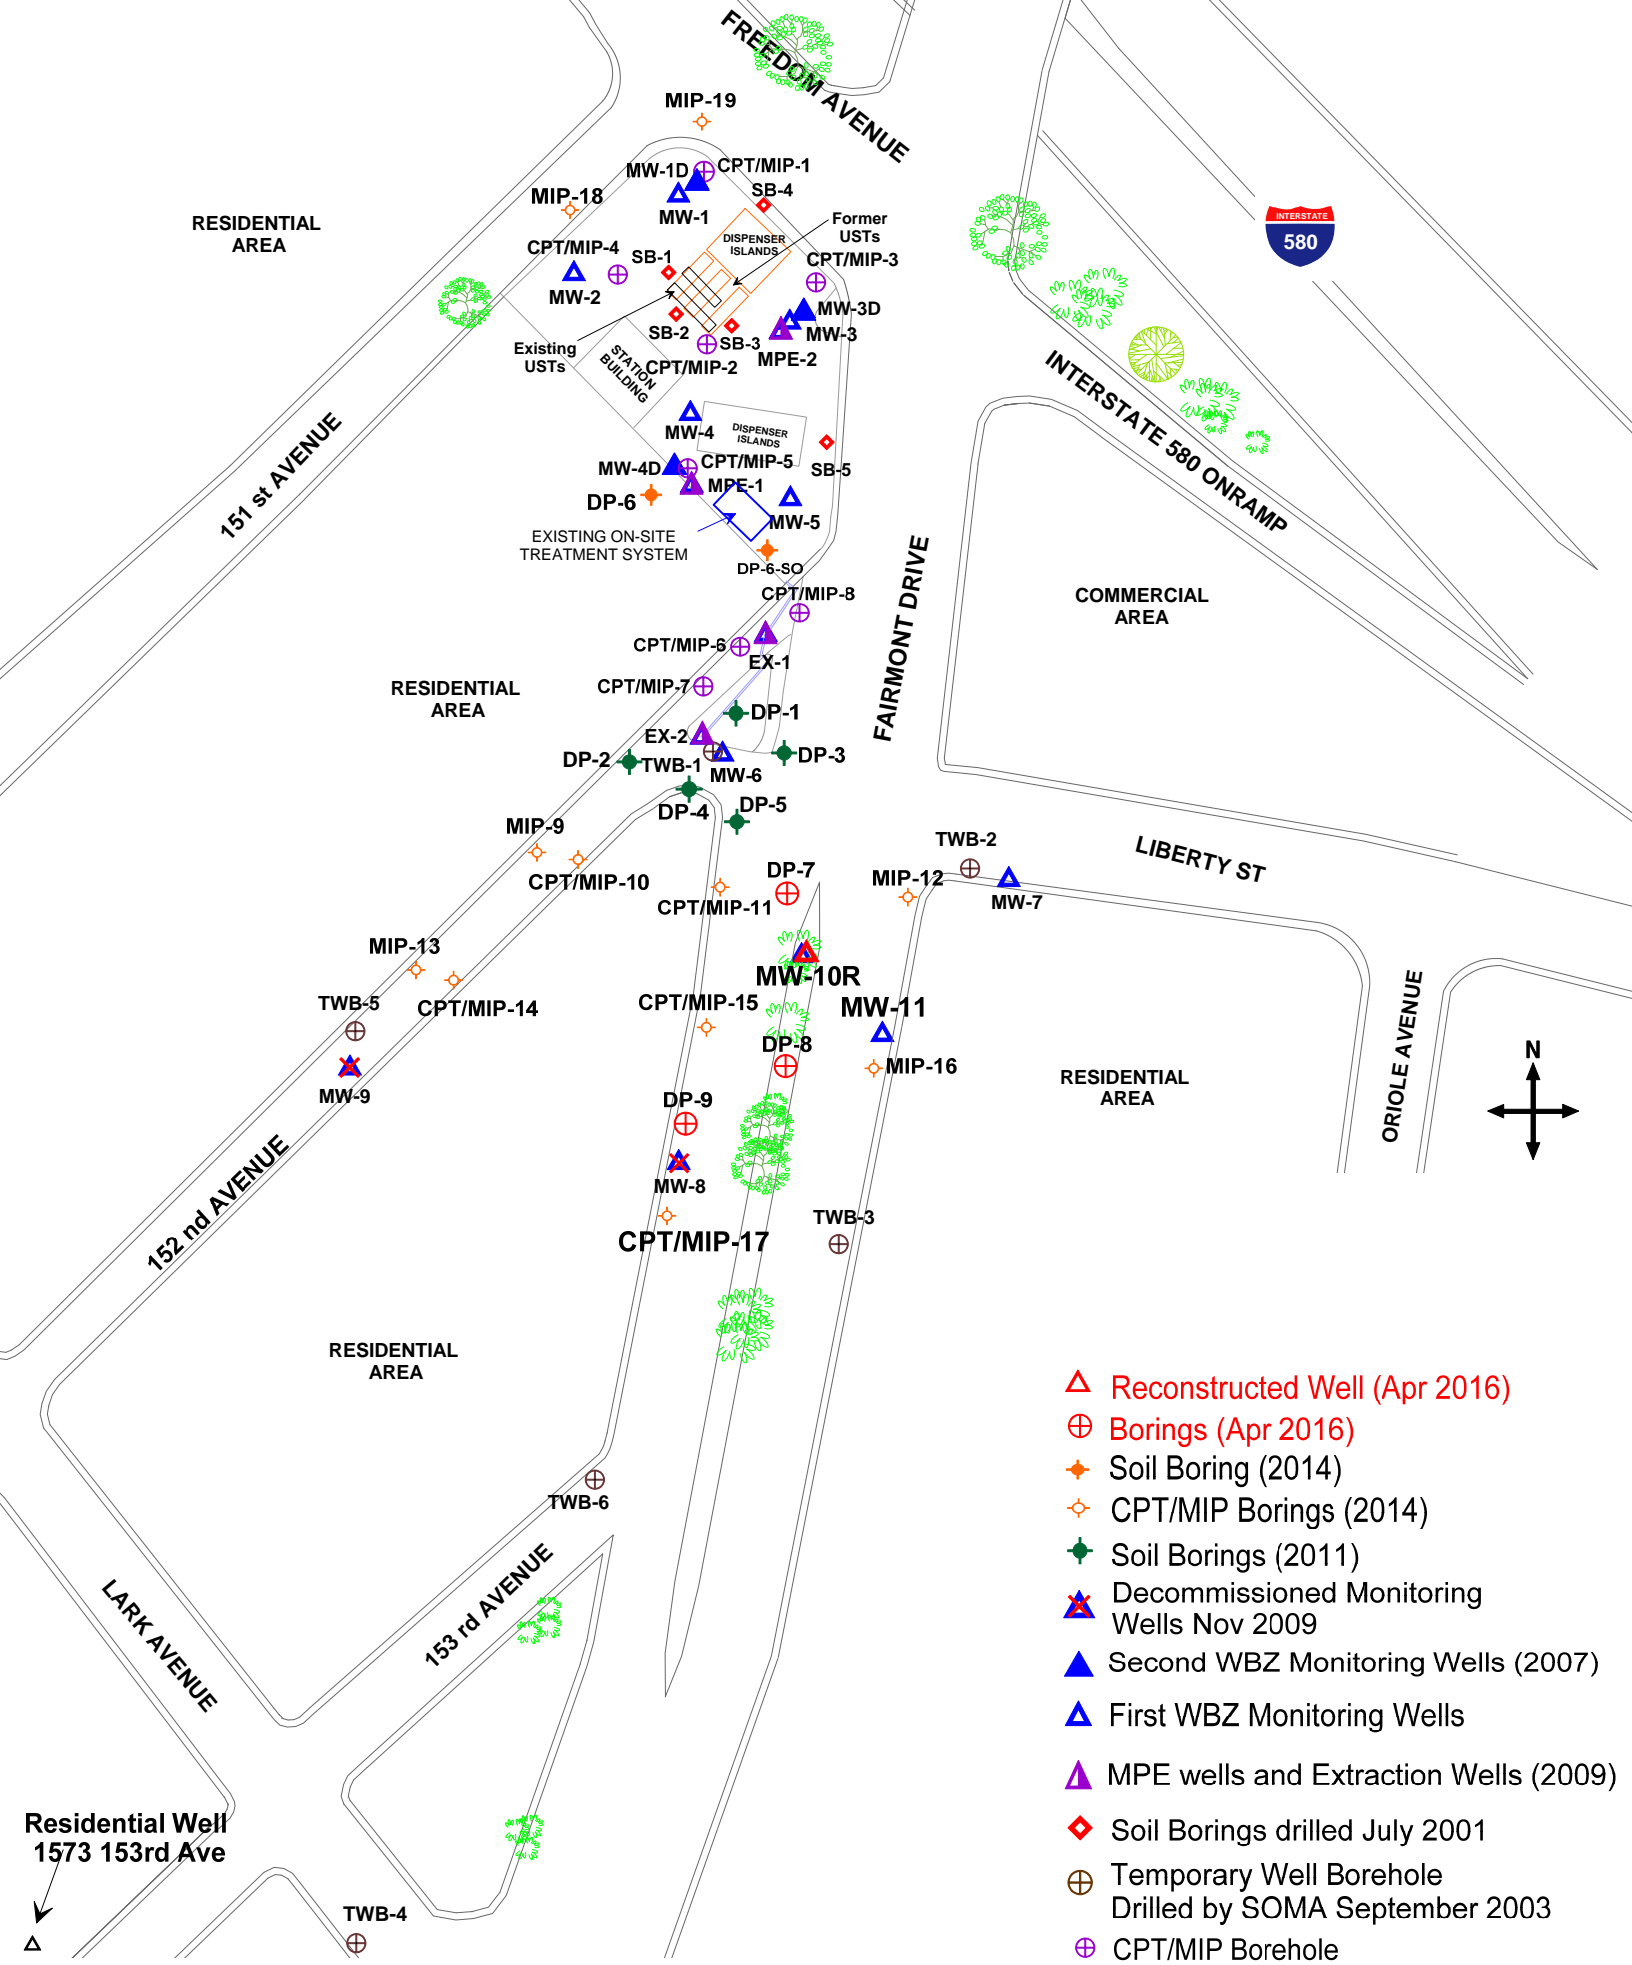 FREEDOM AVENUE
MIP-19
MW-1D
CPT/MIP-1
SB-4
MIP-18
MW-1
Former
USTs
RESIDENTIAL
AREA
INTERSTATE
580
DISPENSER
ISLANDS
CPT/MIP-4
SB-1
CPT/MIP-3
MW-2
MW-3D
SB-2
SB-3
MW-3
Existing
USTs
STATION
BUILDING
CPT/MIP-2
MPE-2
INTERSTATE 580 ONRAMP
151 st AVENUE
MW-4
DISPENSER
ISLANDS
MW-4D
CPT/MIP-5
SB-5
DP-6
MPE-1
MW-5
EXISTING ON-SITE
TREATMENT SYSTEM
DP-6-SO
CPT/MIP-8
COMMERCIAL
AREA
FAIRMONT DRIVE
CPT/MIP-6
EX-1
RESIDENTIAL
AREA
CPT/MIP-7
DP-1
EX-2
DP-2
TWB-1
MW-6
DP-3
DP-4
DP-5
MIP-9
TWB-2
LIBERTY ST
CPT/MIP-10
DP-7
MIP-12
MW-7
CPT/MIP-11
MIP-13
MW-10R
TWB-5
CPT/MIP-14
CPT/MIP-15
MW-11
DP-8
MIP-16
ORIOLE AVENUE
N
RESIDENTIAL
AREA
MW-9
DP-9
MW-8
152 nd AVENUE
TWB-3
CPT/MIP-17
RESIDENTIAL
AREA
TWB-6
153 rd AVENUE
LARK AVENUE
Residential Well
1573 153rd Ave
TWB-4
Reconstructed Well (Apr 2016)
Borings (Apr 2016)
Soil Boring (2014)
CPT/MIP Borings (2014)
Soil Borings (2011)
Decommissioned Monitoring
Wells Nov 2009
Second WBZ Monitoring Wells (2007)
First WBZ Monitoring Wells
MPE wells and Extraction Wells (2009)
Soil Borings drilled July 2001
Temporary Well Borehole
Drilled by SOMA September 2003
CPT/MIP Borehole